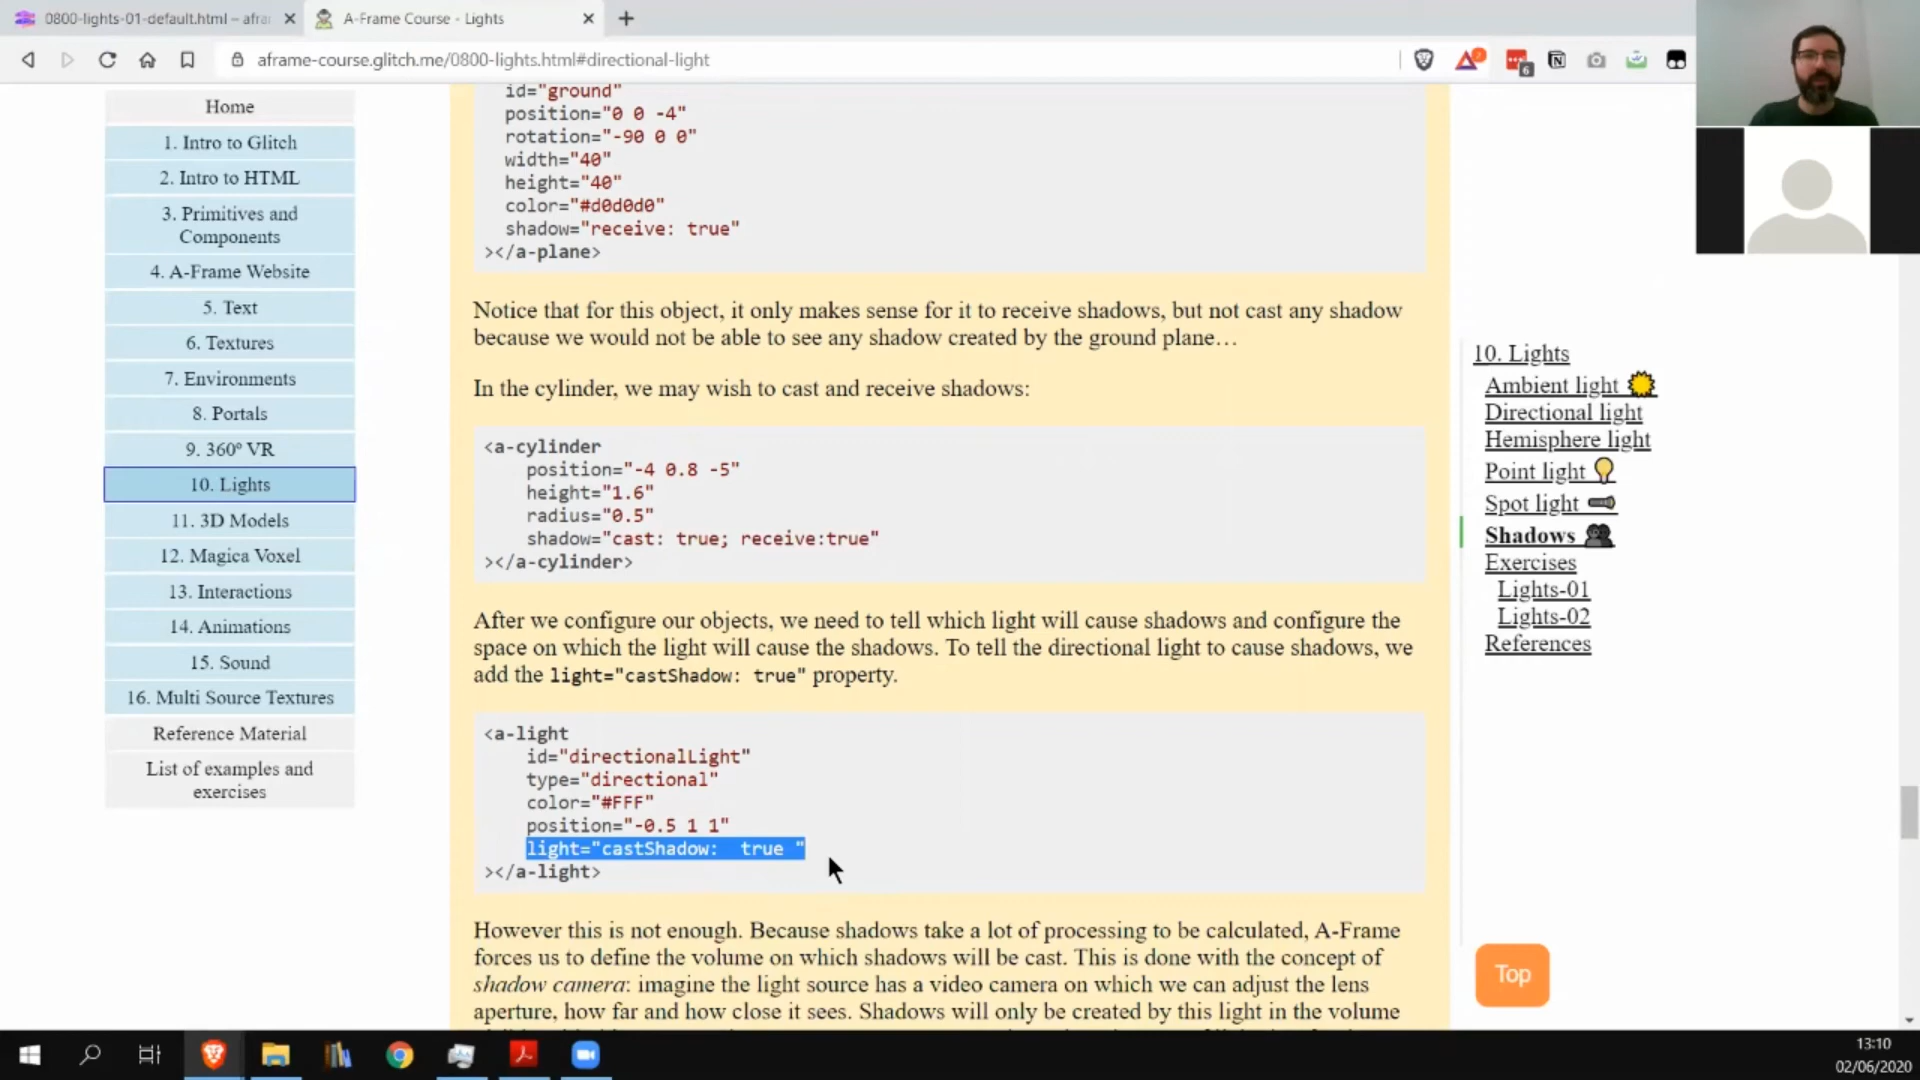 0800-lights-01-default.html – afra
A-Frame Course - Lights
aframe-course.glitch.me/0800-lights.html#directional-light
6
Home
1. Intro to Glitch
2. Intro to HTML
3. Primitives and
Components
4. A-Frame Website
5. Text
6. Textures
7. Environments
8. Portals
9. 360º VR
10. Lights
11. 3D Models
12. Magica Voxel
13. Interactions
14. Animations
15. Sound
16. Multi Source Textures
Reference Material
List of examples and
exercises
id="ground"
position="0 0 -4"
rotation="-90 0 0"
width="40"
height="40"
color="#d0d0d0"
shadow="receive: true"
></a-plane>
Notice that for this object, it only makes sense for it to receive shadows, but not cast any shadow
because we would not be able to see any shadow created by the ground plane…
In the cylinder, we may wish to cast and receive shadows:
<a-cylinder
position="-4 0.8 -5"
height="1.6"
radius="0.5"
shadow="cast: true; receive:true"
></a-cylinder>
After we configure our objects, we need to tell which light will cause shadows and configure the
space on which the light will cause the shadows. To tell the directional light to cause shadows, we
add the light="castShadow: true" property.
<a-light
id="directionalLight"
type="directional"
color="#FFF"
position="-0.5 1 1"
light="castShadow:  true "
></a-light>
However this is not enough. Because shadows take a lot of processing to be calculated, A-Frame
forces us to define the volume on which shadows will be cast. This is done with the concept of
shadow camera: imagine the light source has a video camera on which we can adjust the lens
aperture, how far and how close it sees. Shadows will only be created by this light in the volume
10. Lights
Ambient light
Directional light
Hemisphere light
Point light
Spot light
Shadows
Exercises
Lights-01
Lights-02
References
Top
13:10
02/06/2020